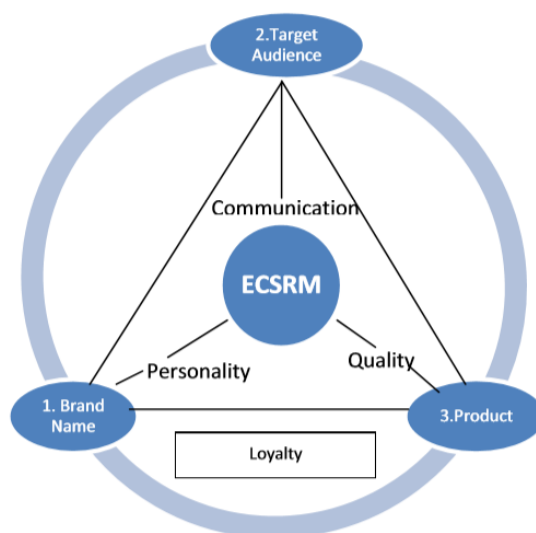 2.Target
Audience
Communication
ECSRM
Personality
Quality
1. Brand
Name
3.Product
Loyalty